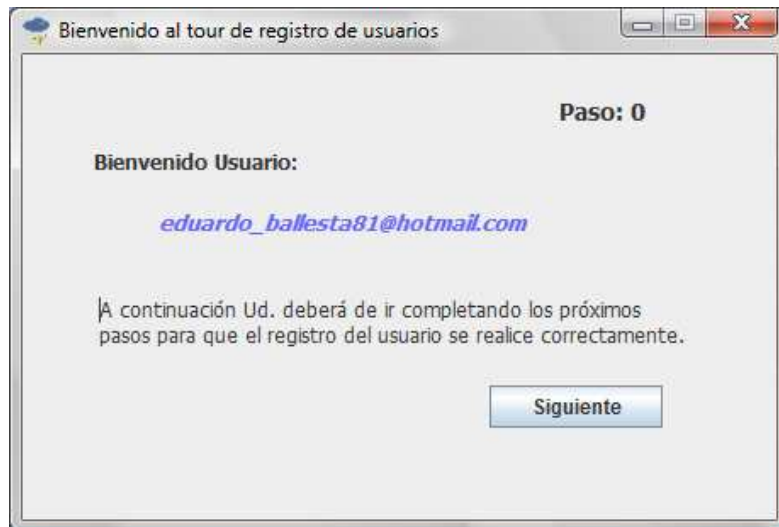 Bienvenido al tour de registro de usuarios
Paso: 0
Bienvenido Usuario:
eduardo_ballesta81@hotmail.com
A continuación Ud. deberá de ir completando los próximos
pasos para que el registro del usuario se realice correctamente.
Siguiente